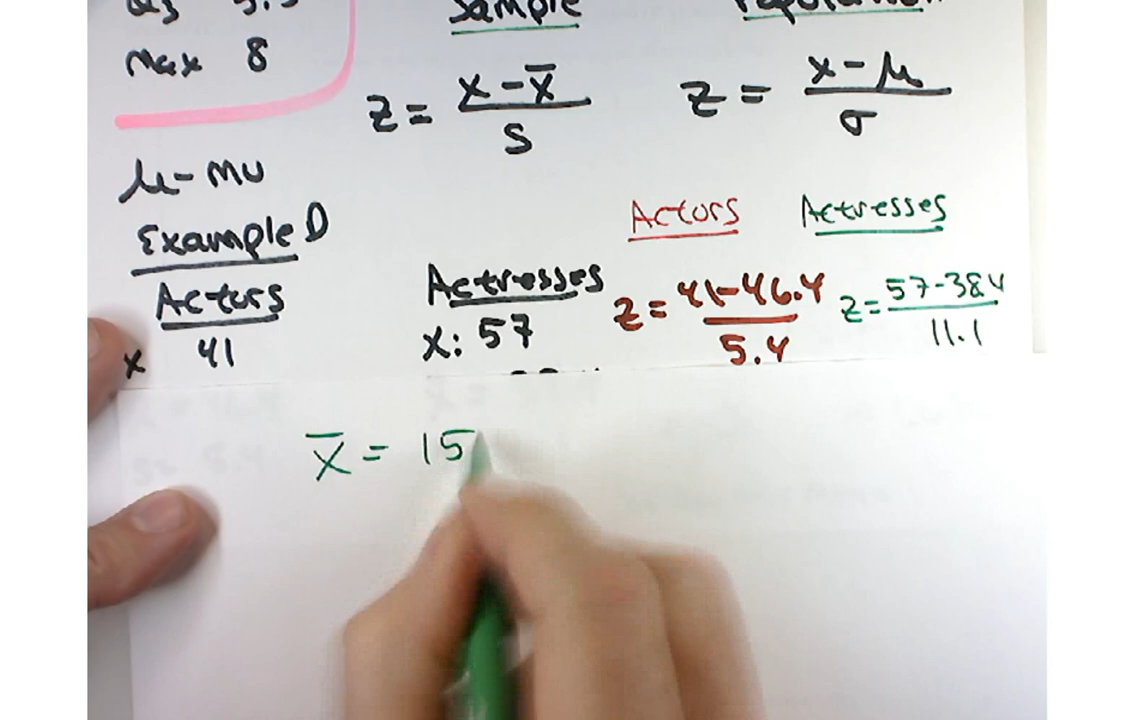 Sample
Population
Max 8
z = x - x̄ / s
z = x - μ / σ
μ - mu
Example D
Actors
x 41
Actresses
x: 57
Actors
z = 41-46.4 / 5.4
Actresses
z = 57-38.4 / 11.1
x̄ = 15